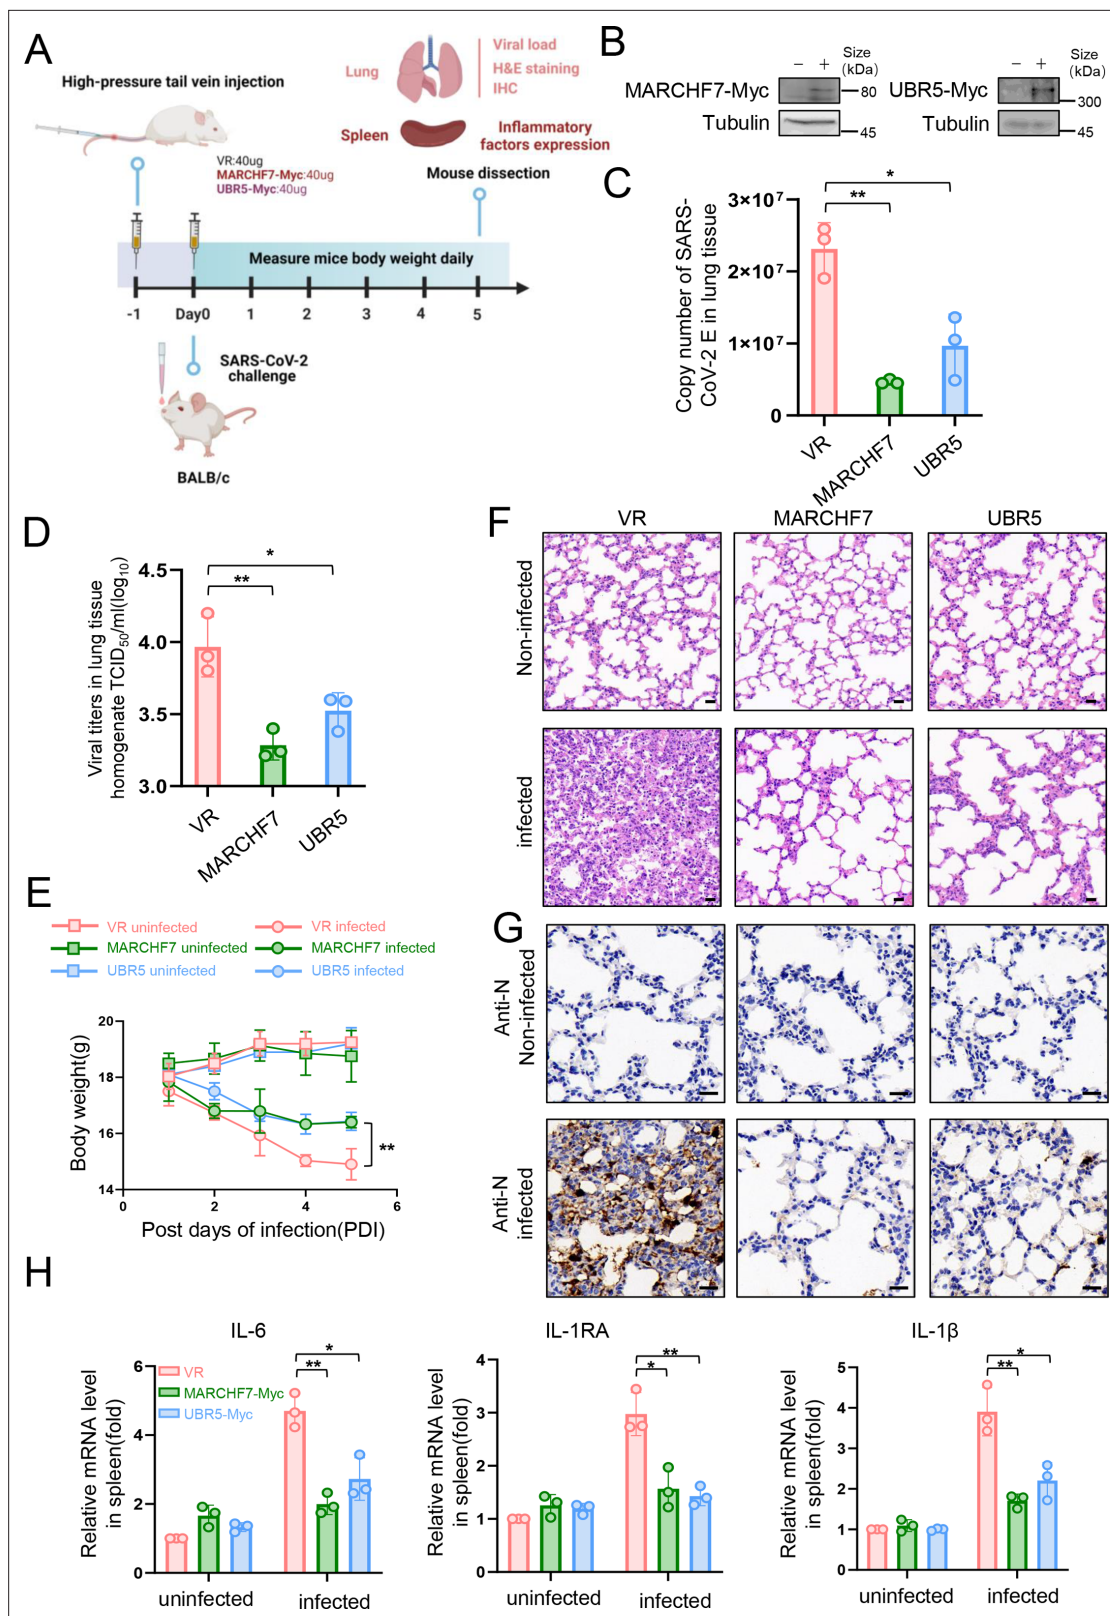 A
High-pressure tail vein injection
VR:40ug
MARCHF7-Myc:40ug
UBR5-Myc:40ug
Lung
Viral load
H&E staining
IHC
Spleen
Inflammatory
factors expression
Mouse dissection
Measure mice body weight daily
-1 Day0 1 2 3 4 5
SARS-CoV-2
challenge
BALB/c
B
− + Size
(kDa)
MARCHF7-Myc 80
Tubulin 45
− + Size
(kDa)
UBR5-Myc 300
Tubulin 45
C
Copy number of SARS-
CoV-2 E in lung tissue
3×10⁷
2×10⁷
1×10⁷
0
*
**
VR MARCHF7 UBR5
D
Viral titers in lung tissue
homogenate TCID₅₀/ml(log₁₀)
4.5
4.0
3.5
3.0
*
**
VR MARCHF7 UBR5
E
VR uninfected VR infected
MARCHF7 uninfected MARCHF7 infected
UBR5 uninfected UBR5 infected
Body weight(g)
20
18
16
14
**
0 2 4 6
Post days of infection(PDI)
F
VR MARCHF7 UBR5
Non-infected
infected
G
Anti-N
Non-infected
Anti-N
infected
H
IL-6
Relative mRNA level
in spleen(fold)
6
4
2
0
VR
MARCHF7-Myc
UBR5-Myc
*
**
uninfected infected
IL-1RA
Relative mRNA level
in spleen(fold)
4
3
2
1
0
**
*
uninfected infected
IL-1β
Relative mRNA level
in spleen(fold)
5
4
3
2
1
0
*
**
uninfected infected